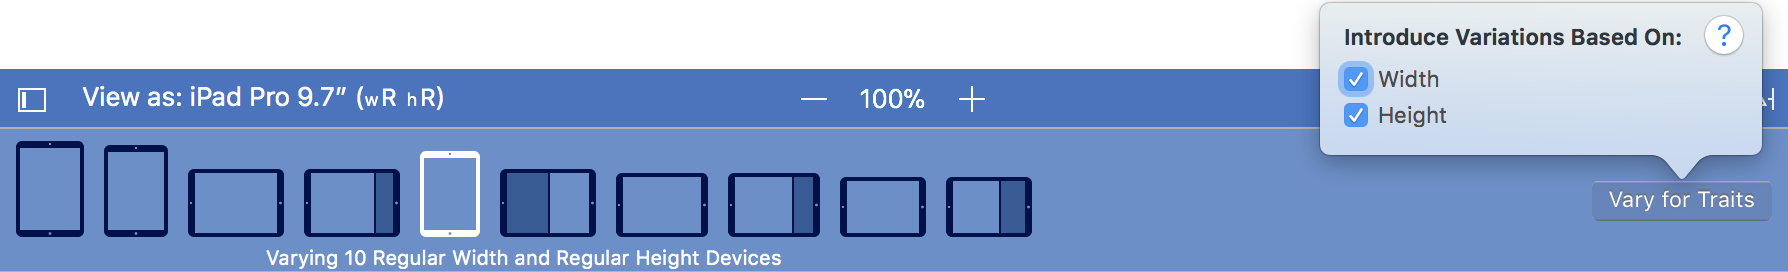 Introduce Variations Based On: ?
Width
Height
View as: iPad Pro 9.7” (wR hR)
100%
Vary for Traits
Varying 10 Regular Width and Regular Height Devices